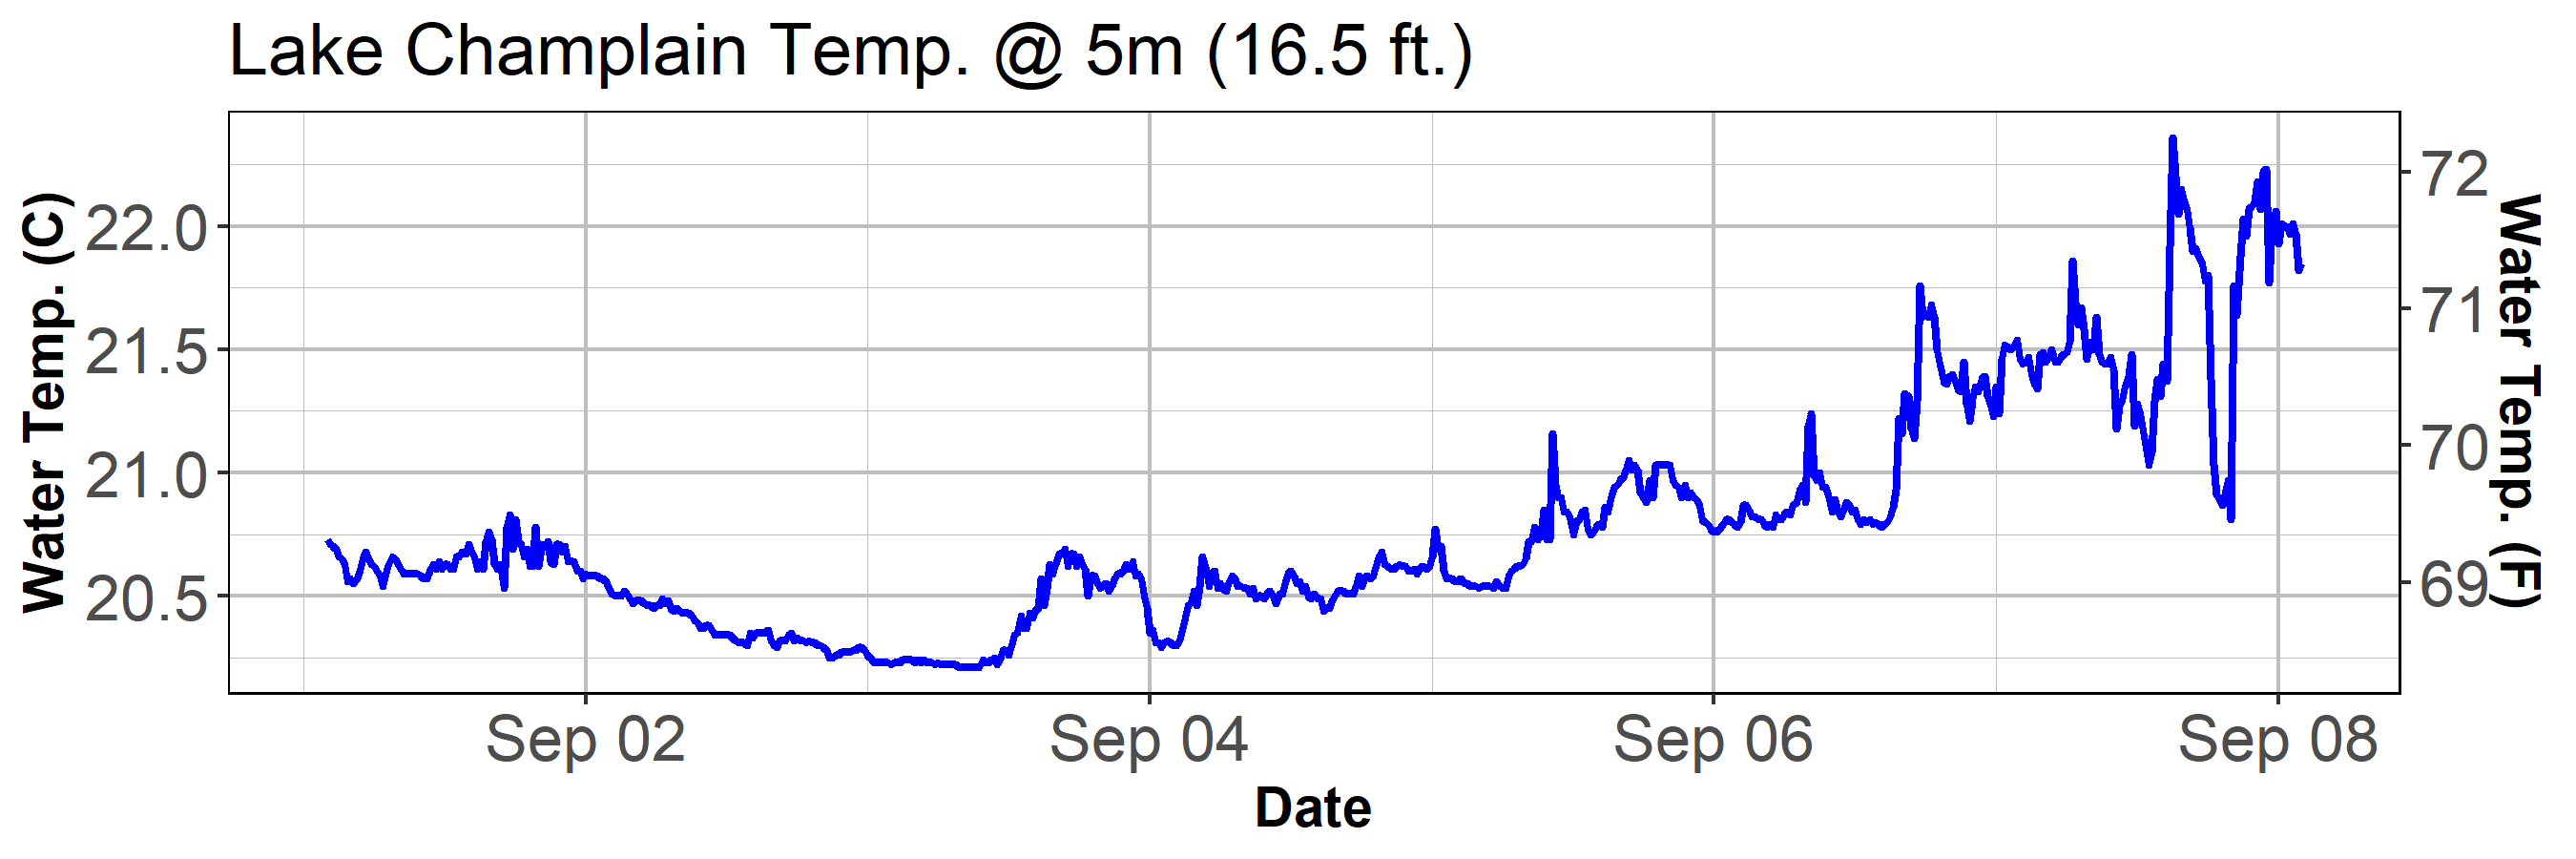 Lake Champlain Temp. @ 5m (16.5 ft.)
Water Temp. (C)
22.0
21.5
21.0
20.5
72
71
70
69
Water Temp. (F)
Sep 02
Sep 04
Sep 06
Sep 08
Date